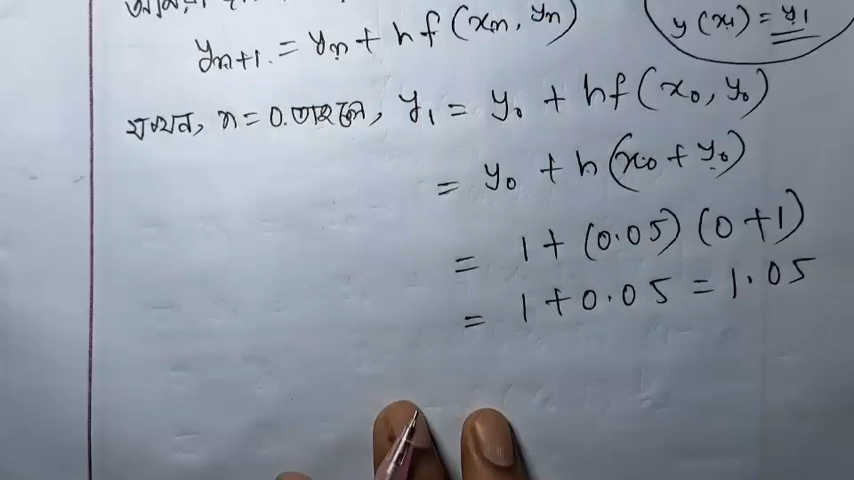 y_{n+1} = y_n + hf(x_n, y_n)
y(x_1) = y_1
যখন, n = 0. তাহলে, y_1 = y_0 + hf(x_0, y_0)
= y_0 + h(x_0 + y_0)
= 1 + (0.05)(0+1)
= 1 + 0.05 = 1.05